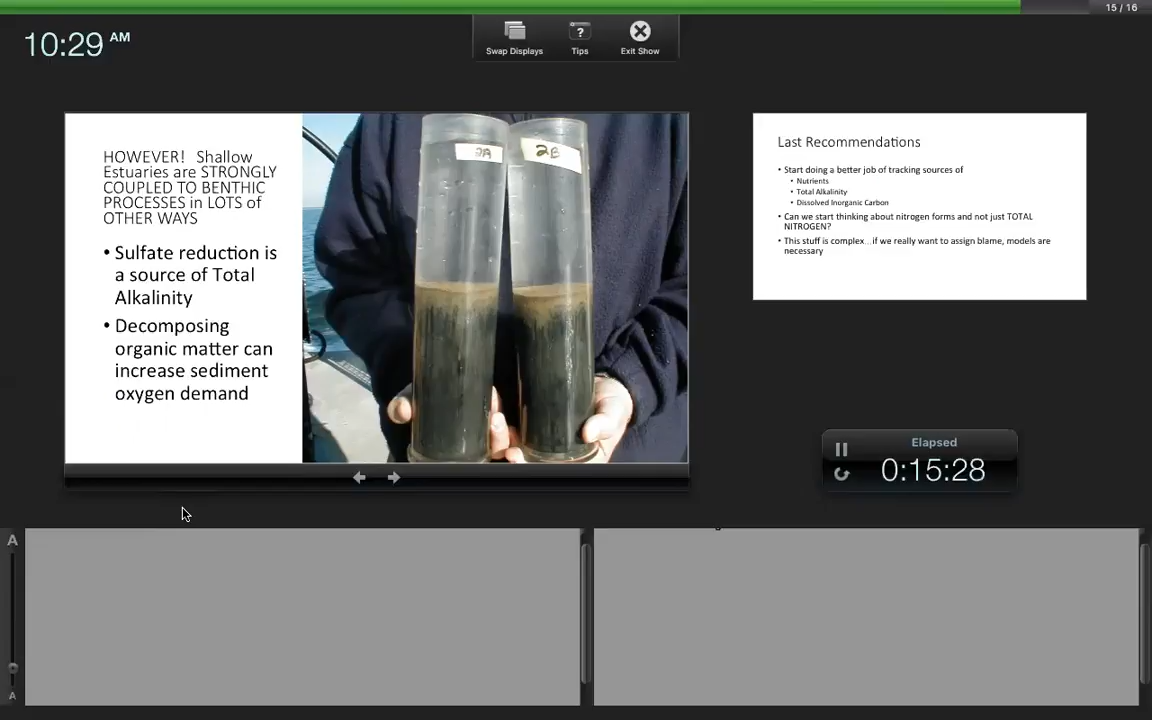 15 / 16
10:29 AM
Swap Displays
Tips
Exit Show
HOWEVER! Shallow
Estuaries are STRONGLY
COUPLED TO BENTHIC
PROCESSES in LOTS of
OTHER WAYS
• Sulfate reduction is
a source of Total
Alkalinity
• Decomposing
organic matter can
increase sediment
oxygen demand
2A
2B
Last Recommendations
• Start doing a better job of tracking sources of
• Nutrients
• Total Alkalinity
• Dissolved Inorganic Carbon
• Can we start thinking about nitrogen forms and not just TOTAL
NITROGEN?
• This stuff is complex...if we really want to assign blame, models are
necessary
Elapsed
0:15:28
A
A